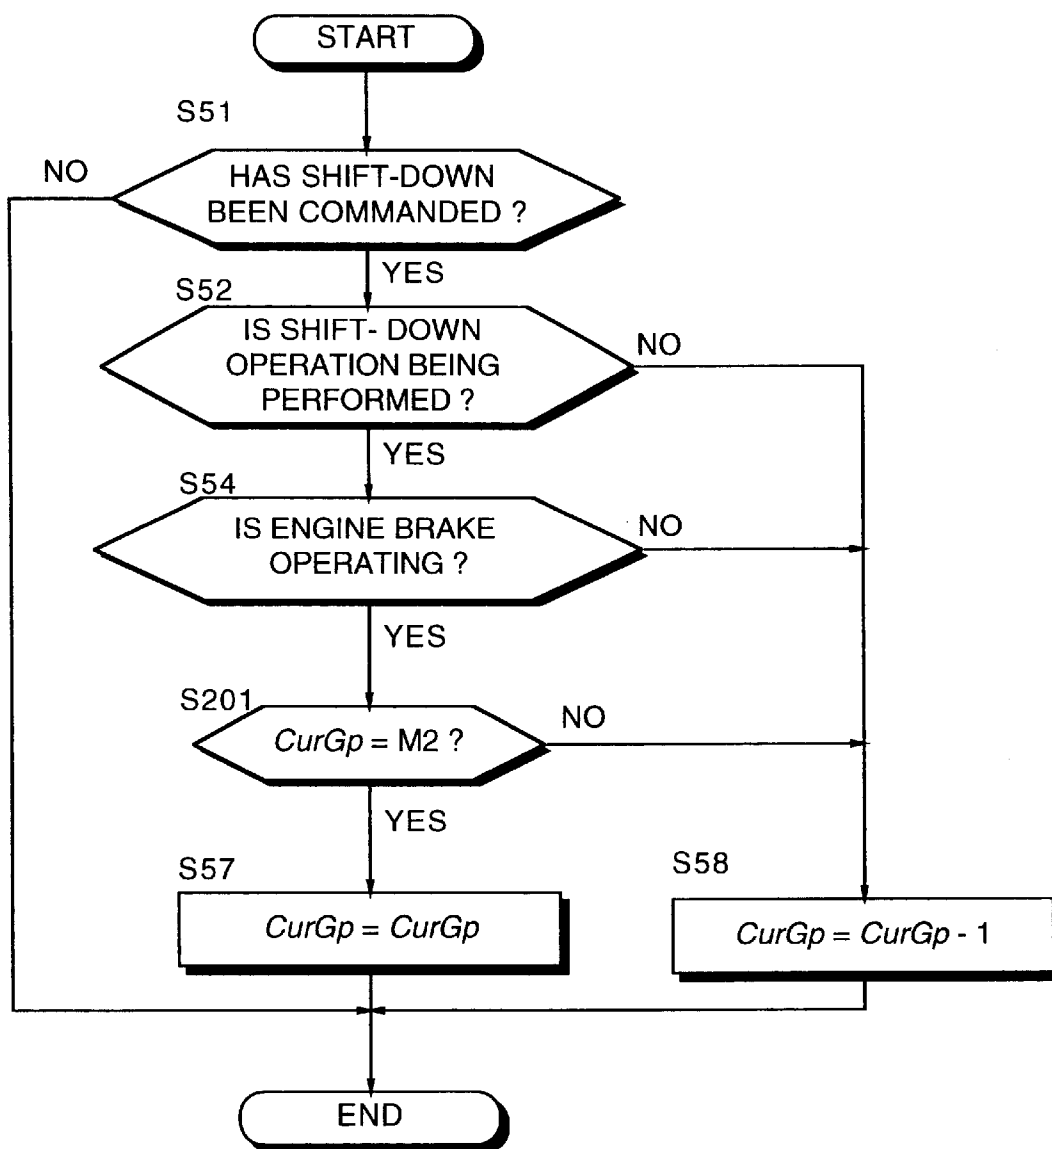 START
S51
NO
HAS SHIFT-DOWN
BEEN COMMANDED ?
YES
S52
IS SHIFT- DOWN
OPERATION BEING
PERFORMED ?
NO
YES
S54
IS ENGINE BRAKE
OPERATING ?
NO
YES
S201
CurGp = M2 ?
NO
YES
S57
CurGp = CurGp
S58
CurGp = CurGp - 1
END